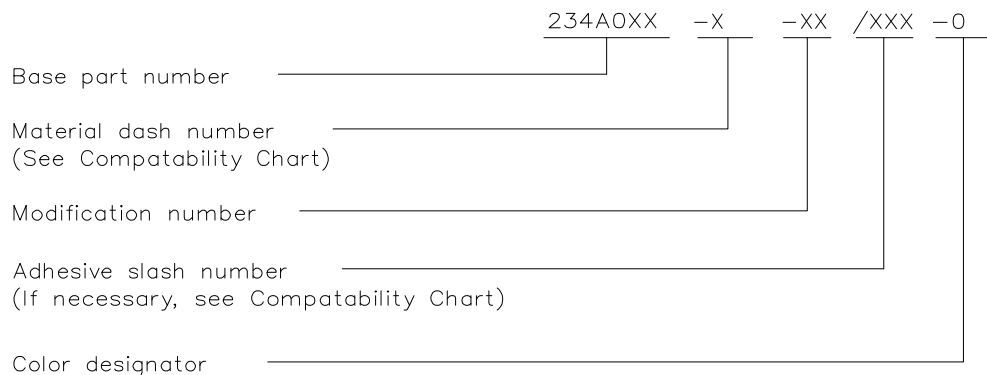 234A0XX -X -XX /XXX -0
Base part number
Material dash number
(See Compatability Chart)
Modification number
Adhesive slash number
(If necessary, see Compatability Chart)
Color designator